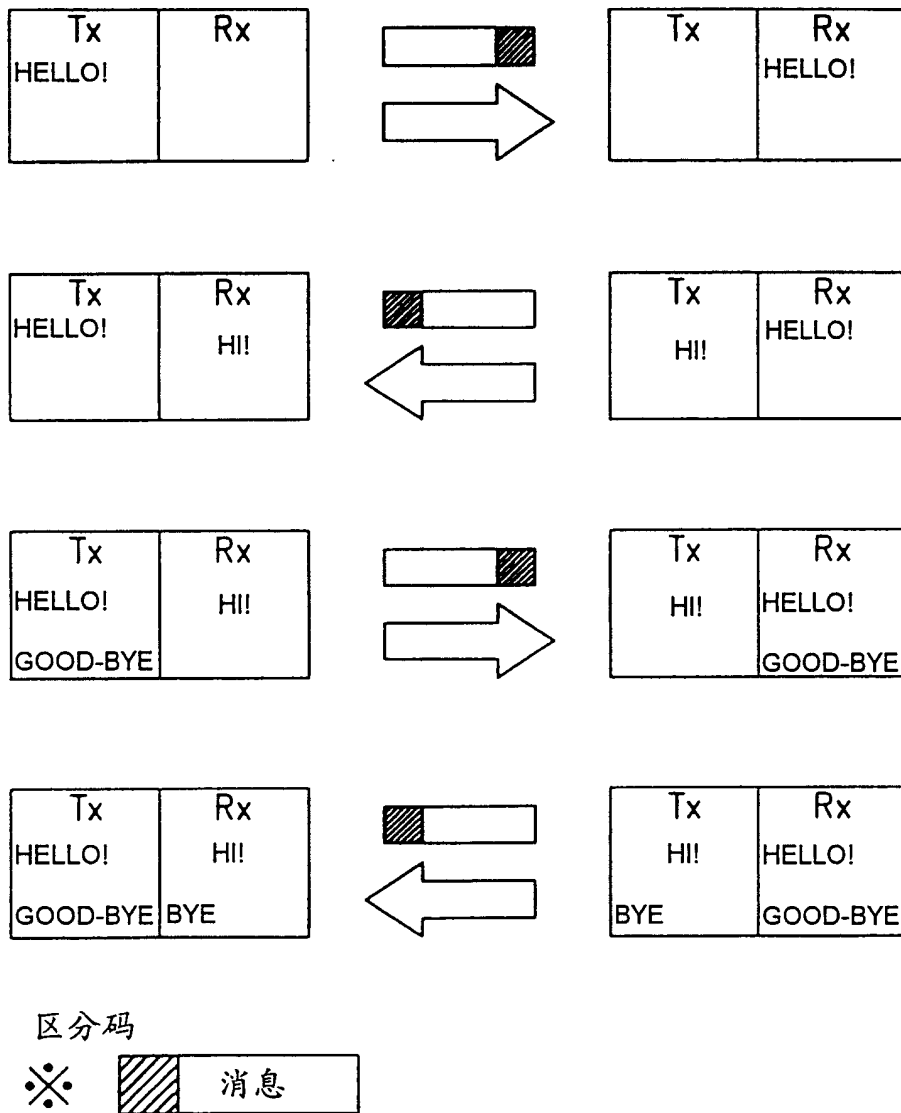 Tx Rx Tx Rx
HELLO! HELLO!
Tx Rx Tx Rx
HELLO! HI! HI! HELLO!
Tx Rx Tx Rx
HELLO! HI! HI! HELLO!
GOOD-BYE GOOD-BYE
Tx Rx Tx Rx
HELLO! HI! HI! HELLO!
GOOD-BYE BYE BYE GOOD-BYE
区分码
※ 消息